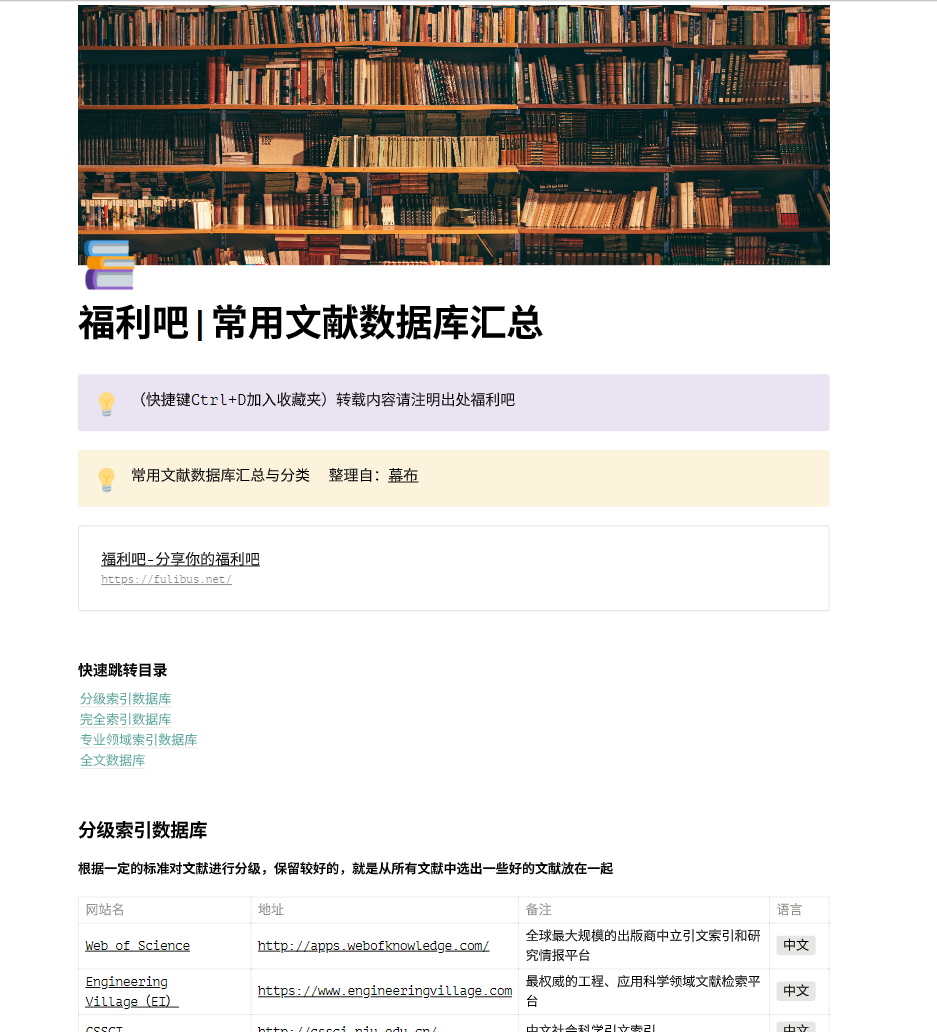 福利吧 | 常用文献数据库汇总
（快捷键Ctrl+D加入收藏夹）转载内容请注明出处福利吧
常用文献数据库汇总与分类 整理自：幕布
福利吧-分享你的福利吧
https://fulibus.net/
快速跳转目录
分级索引数据库
完全索引数据库
专业领域索引数据库
全文数据库
分级索引数据库
根据一定的标准对文献进行分级，保留较好的，就是从所有文献中选出一些好的文献放在一起
网站名 地址 备注 语言
Web of Science http://apps.webofknowledge.com/ 全球最大规模的出版商中立引文索引和研
究情报平台 中文
Engineering
Village（EI） https://www.engineeringvillage.com 最权威的工程、应用科学领域文献检索平
台 中文
CSSCI http://cssci.nju.edu.cn/ 中文社会科学引文索引 中文